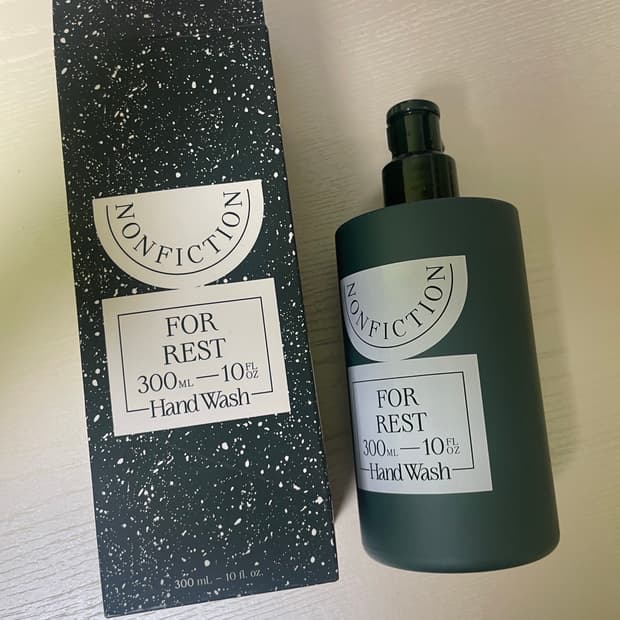 NONFICTION
FOR
REST
300ML—10FL OZ
Hand Wash
300 mL – 10 fl. oz.
NONFICTION
FOR
REST
300ML—10FL OZ
Hand Wash